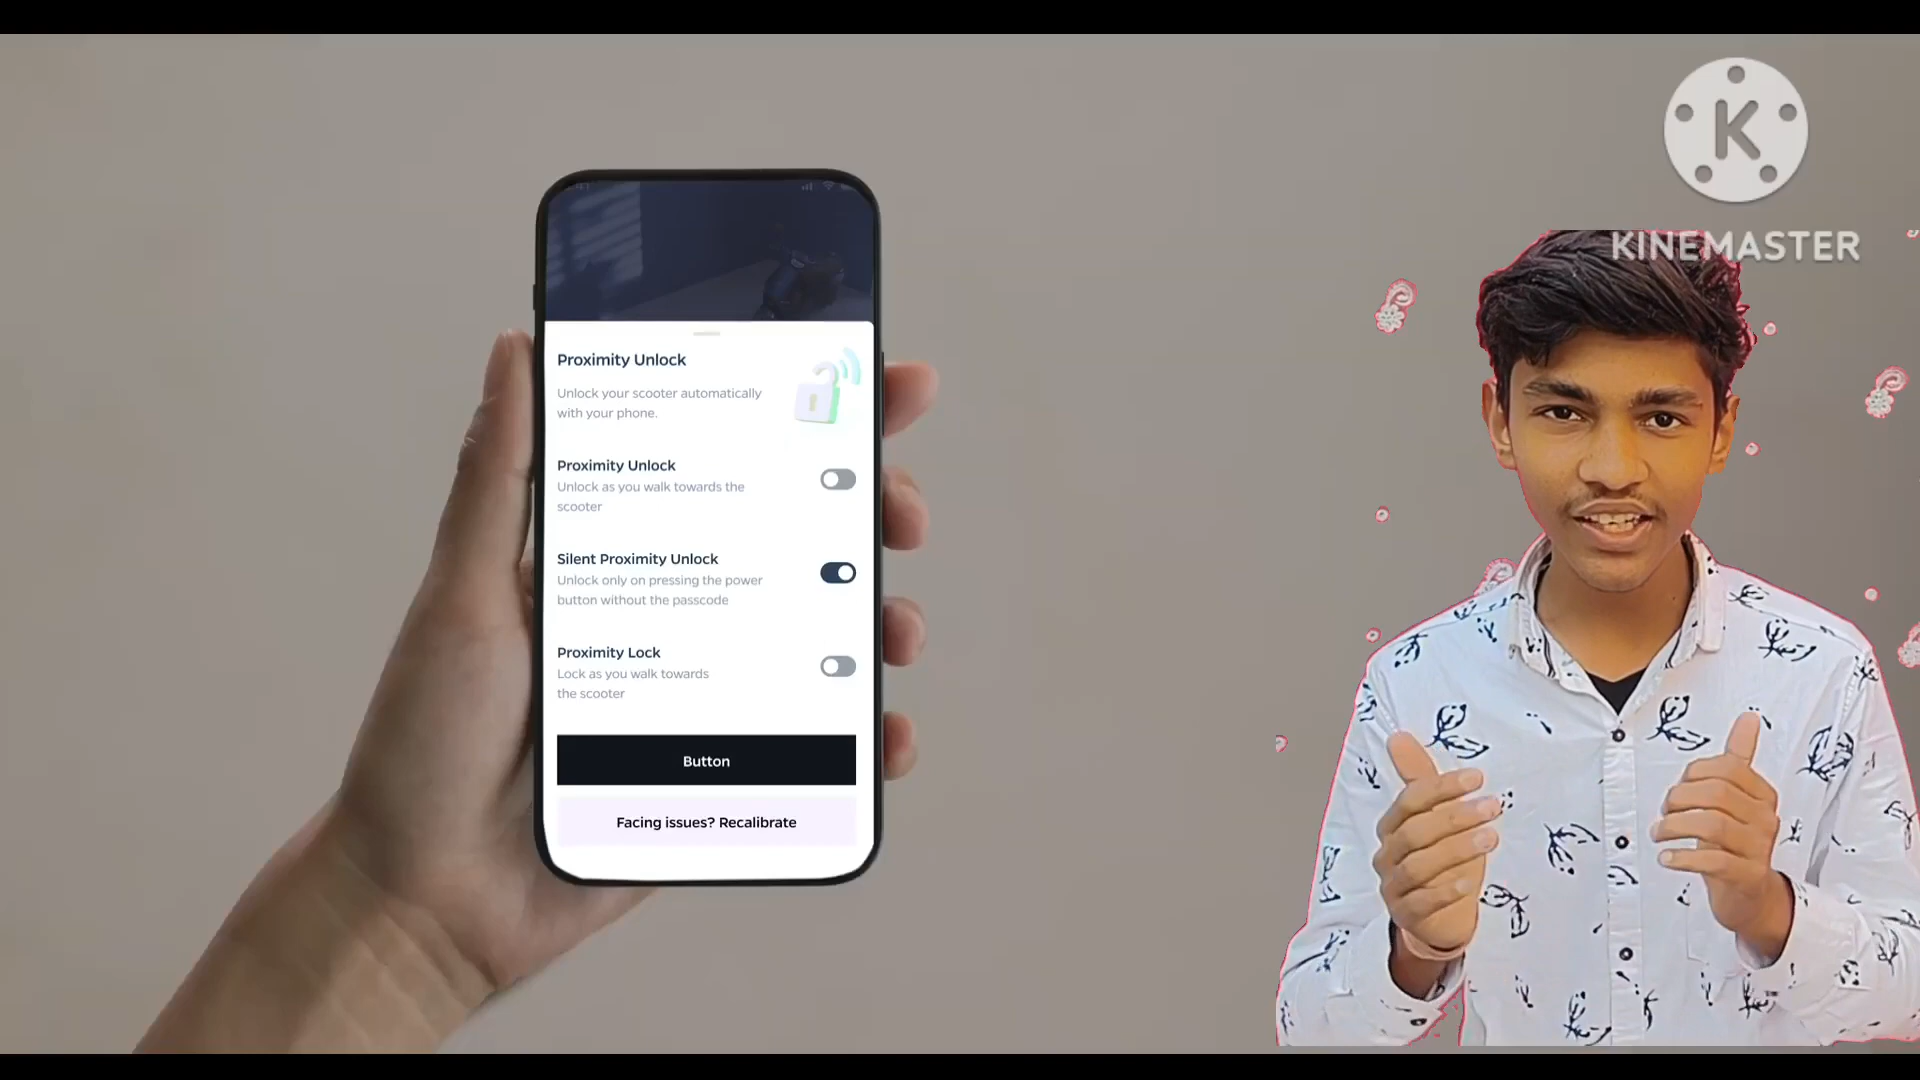 K
KINEMASTER
Proximity Unlock
Unlock your scooter automatically
with your phone.
Proximity Unlock
Unlock as you walk towards the
scooter
Silent Proximity Unlock
Unlock only on pressing the power
button without the passcode
Proximity Lock
Lock as you walk towards
the scooter
Button
Facing issues? Recalibrate